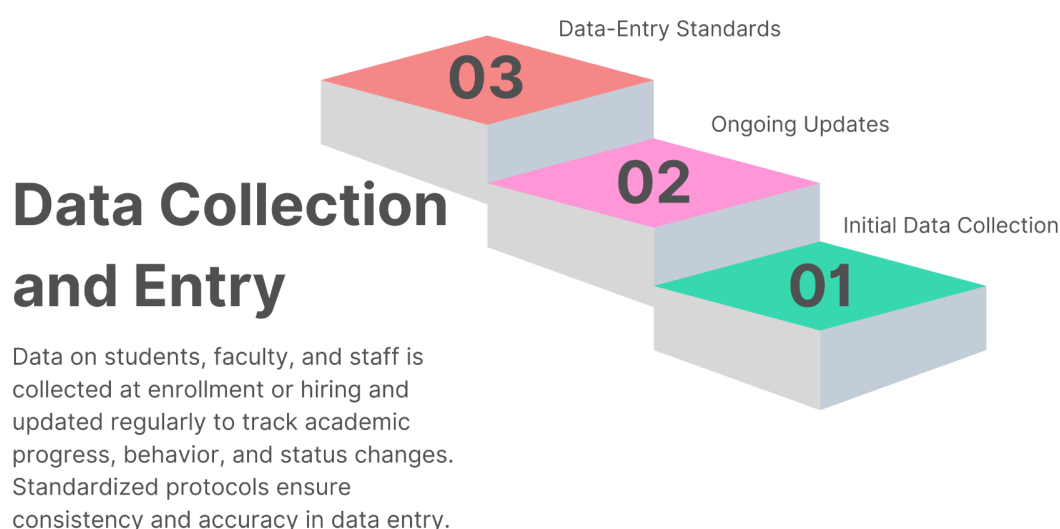 Data-Entry Standards
03
Ongoing Updates
02
Initial Data Collection
01
Data Collection
and Entry
Data on students, faculty, and staff is
collected at enrollment or hiring and
updated regularly to track academic
progress, behavior, and status changes.
Standardized protocols ensure
consistency and accuracy in data entry.